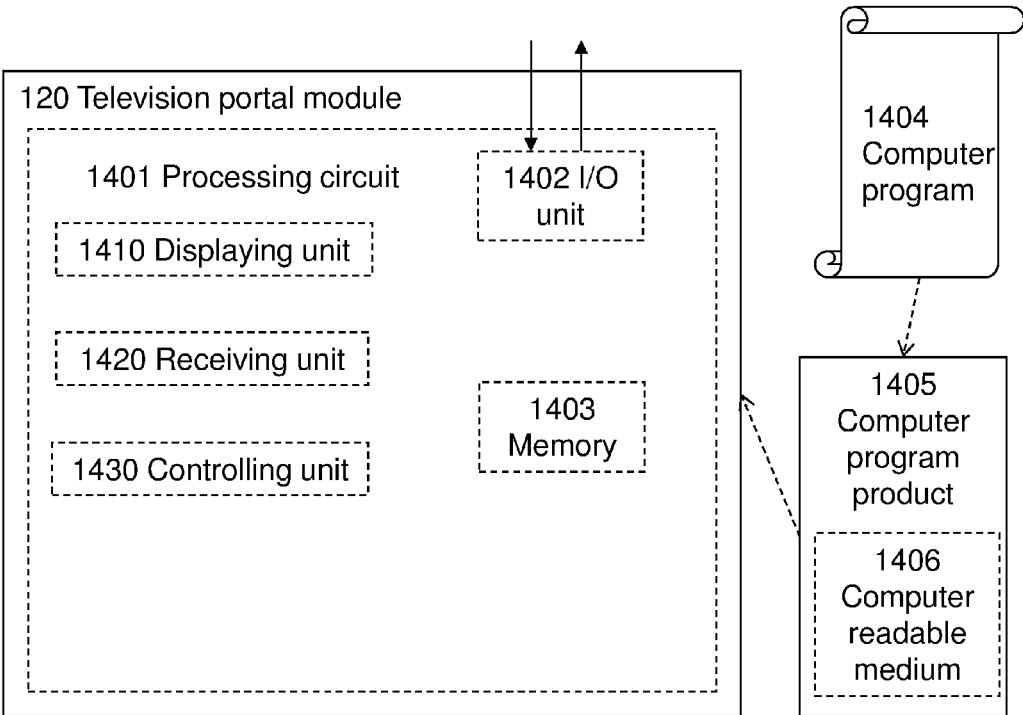 120 Television portal module
1401 Processing circuit
1402 I/O
unit
1410 Displaying unit
1420 Receiving unit
1403
Memory
1430 Controlling unit
1404
Computer
program
1405
Computer
program
product
1406
Computer
readable
medium